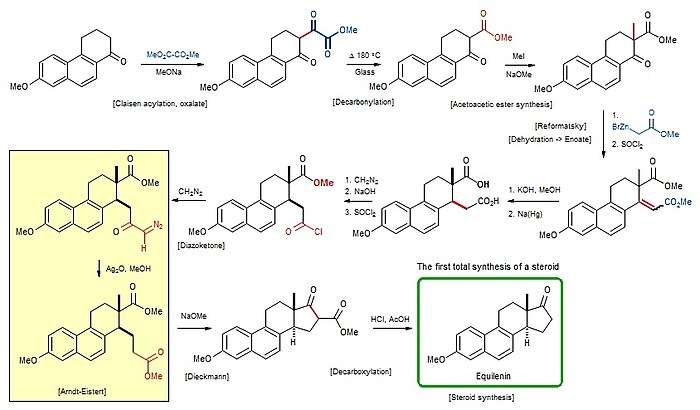 O
MeO
MeO2C-CO2Me
MeONa
[Claisen acylation, oxalate]
O
OMe
O
O
MeO
Δ 180 °C
Glass
[Decarbonylation]
O
OMe
O
MeO
MeI
NaOMe
[Acetoacetic ester synthesis]
Me
O
OMe
O
MeO
1.
BrZn
O
OMe
2. SOCl2
[Reformatsky]
[Dehydration -> Enoate]
Me
O
OMe
CO2Me
MeO
1. KOH, MeOH
2. Na(Hg)
O
OH
CO2H
MeO
1. CH2N2
2. NaOH
3. SOCl2
O
OMe
O
Cl
MeO
CH2N2
[Diazoketone]
O
OMe
N2
O
H
MeO
Ag2O, MeOH
O
OMe
O
OMe
MeO
[Arndt-Eistert]
NaOMe
[Dieckmann]
O
O
OMe
H
MeO
HCl, AcOH
[Decarboxylation]
The first total synthesis of a steroid
O
H
MeO
Equilenin
[Steroid synthesis]